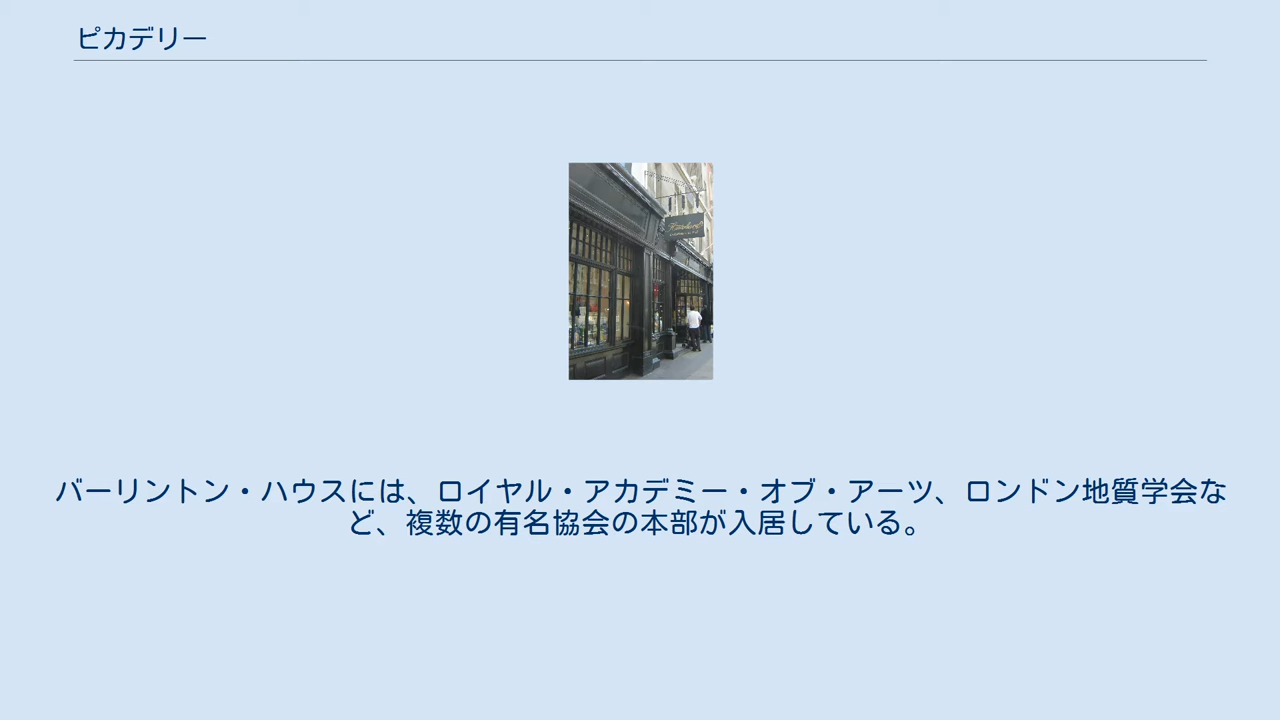 ピカデリー
バーリントン・ハウスには、ロイヤル・アカデミー・オブ・アーツ、ロンドン地質学会な
ど、複数の有名協会の本部が入居している。